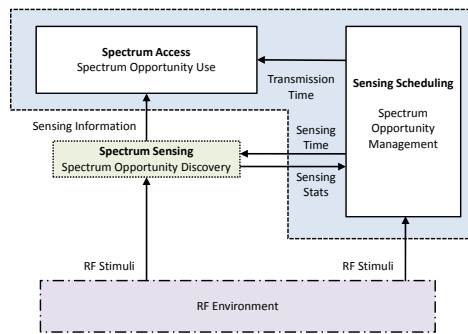 Spectrum Access
Spectrum Opportunity Use
Transmission
Time
Sensing Scheduling
Spectrum
Opportunity
Management
Sensing Information
Sensing
Time
Spectrum Sensing
Spectrum Opportunity Discovery
Sensing
Stats
RF Stimuli
RF Stimuli
RF Environment